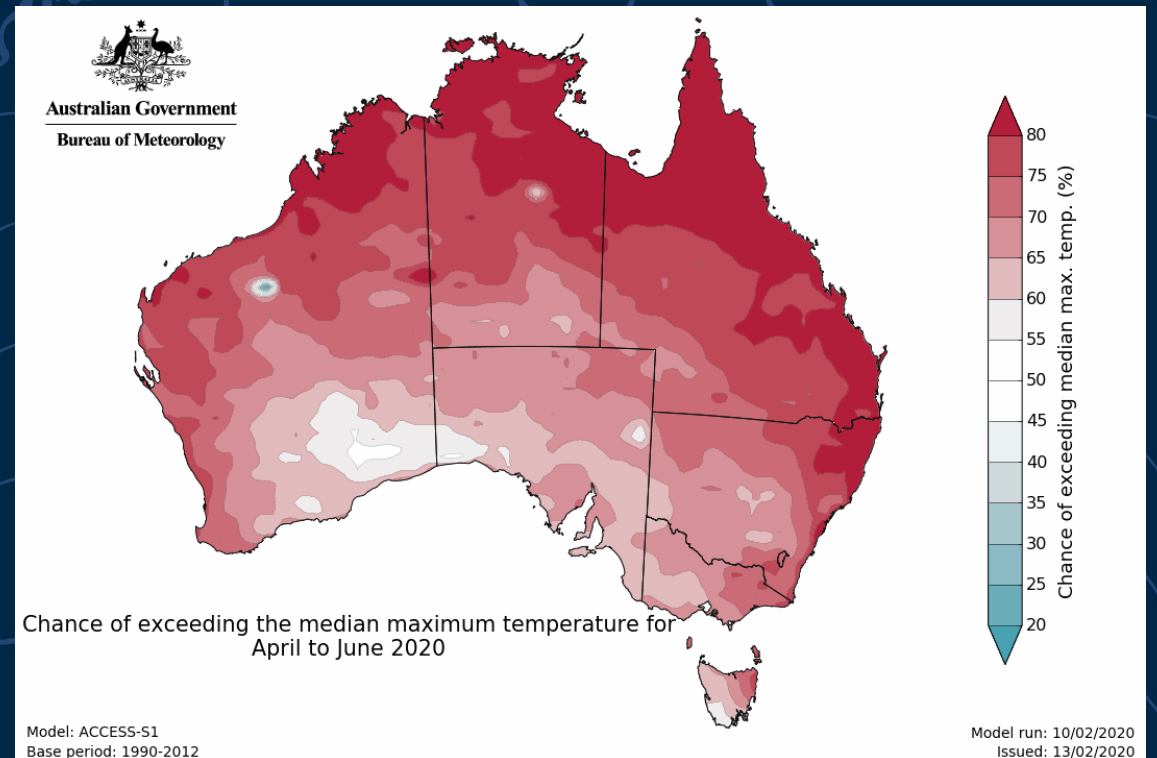 Australian Government
Bureau of Meteorology
80
75
70
65
60
55
50
45
40
35
30
25
20
Chance of exceeding median max. temp. (%)
Chance of exceeding the median maximum temperature for
April to June 2020
Model: ACCESS-S1
Base period: 1990-2012
Model run: 10/02/2020
Issued: 13/02/2020